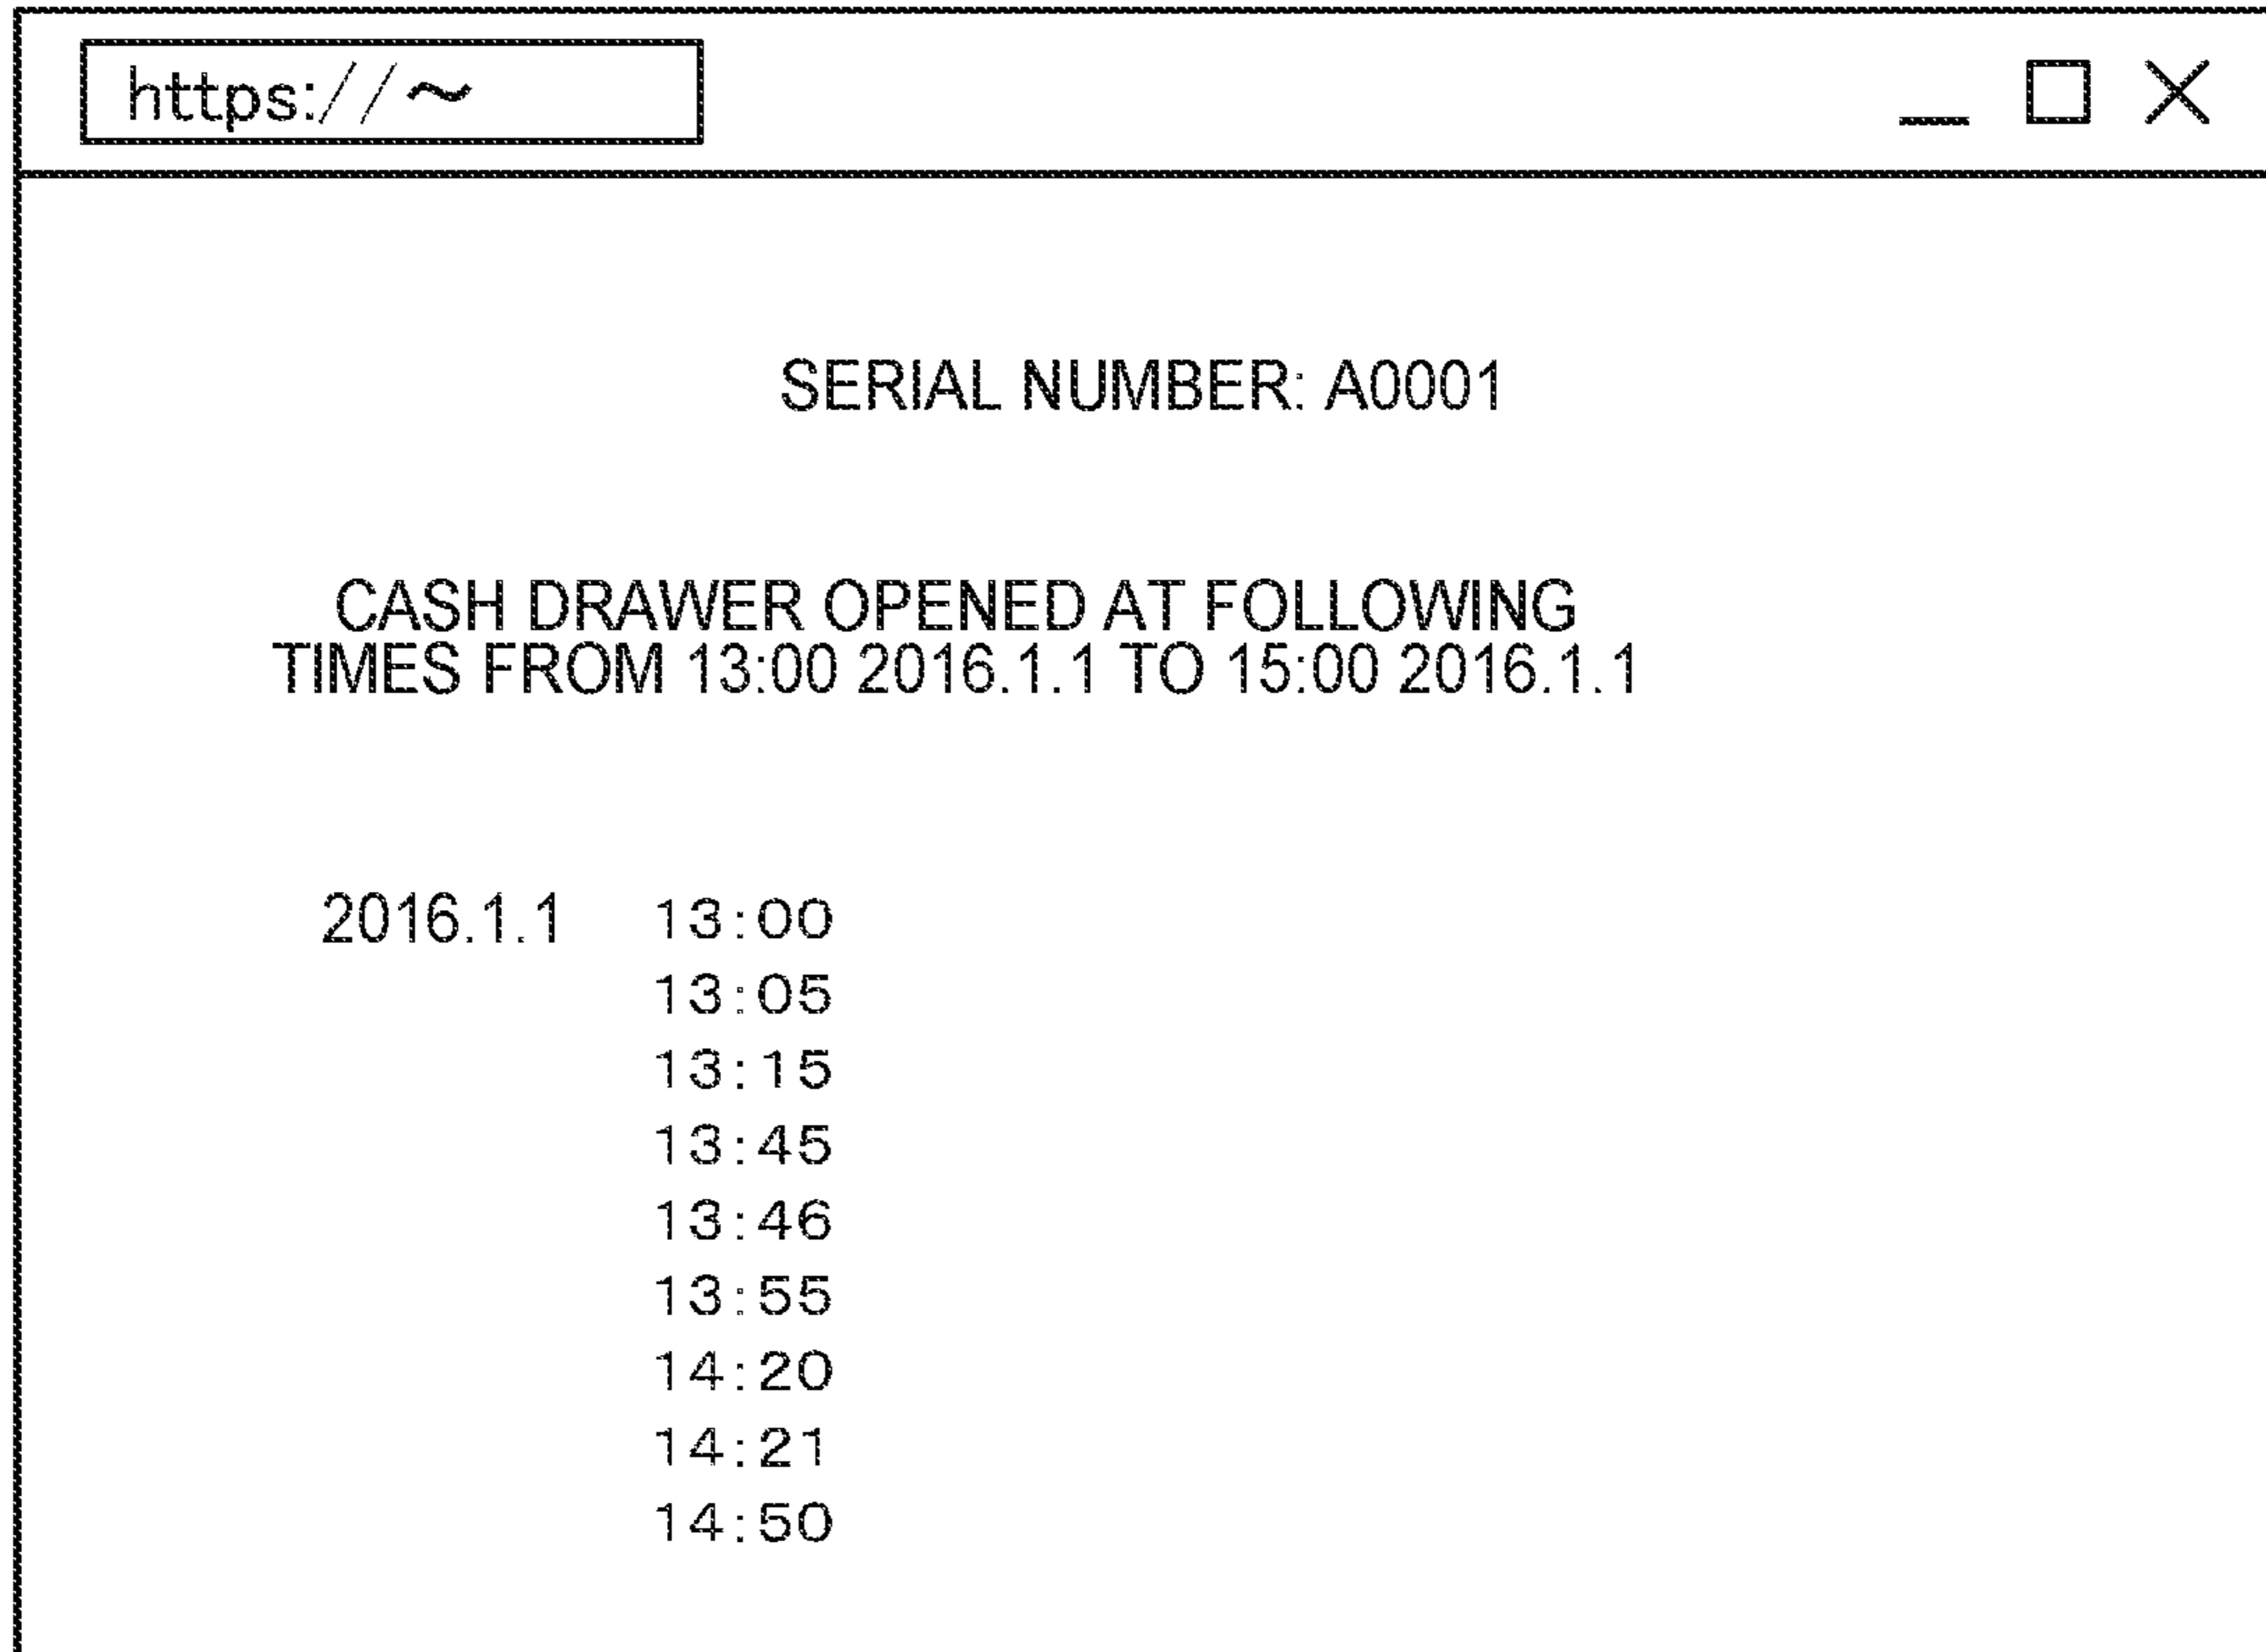 https://~
SERIAL NUMBER: A0001
CASH DRAWER OPENED AT FOLLOWING
TIMES FROM 13:00 2016.1.1 TO 15:00 2016.1.1
2016.1.1 13:00
13:05
13:15
13:45
13:46
13:55
14:20
14:21
14:50